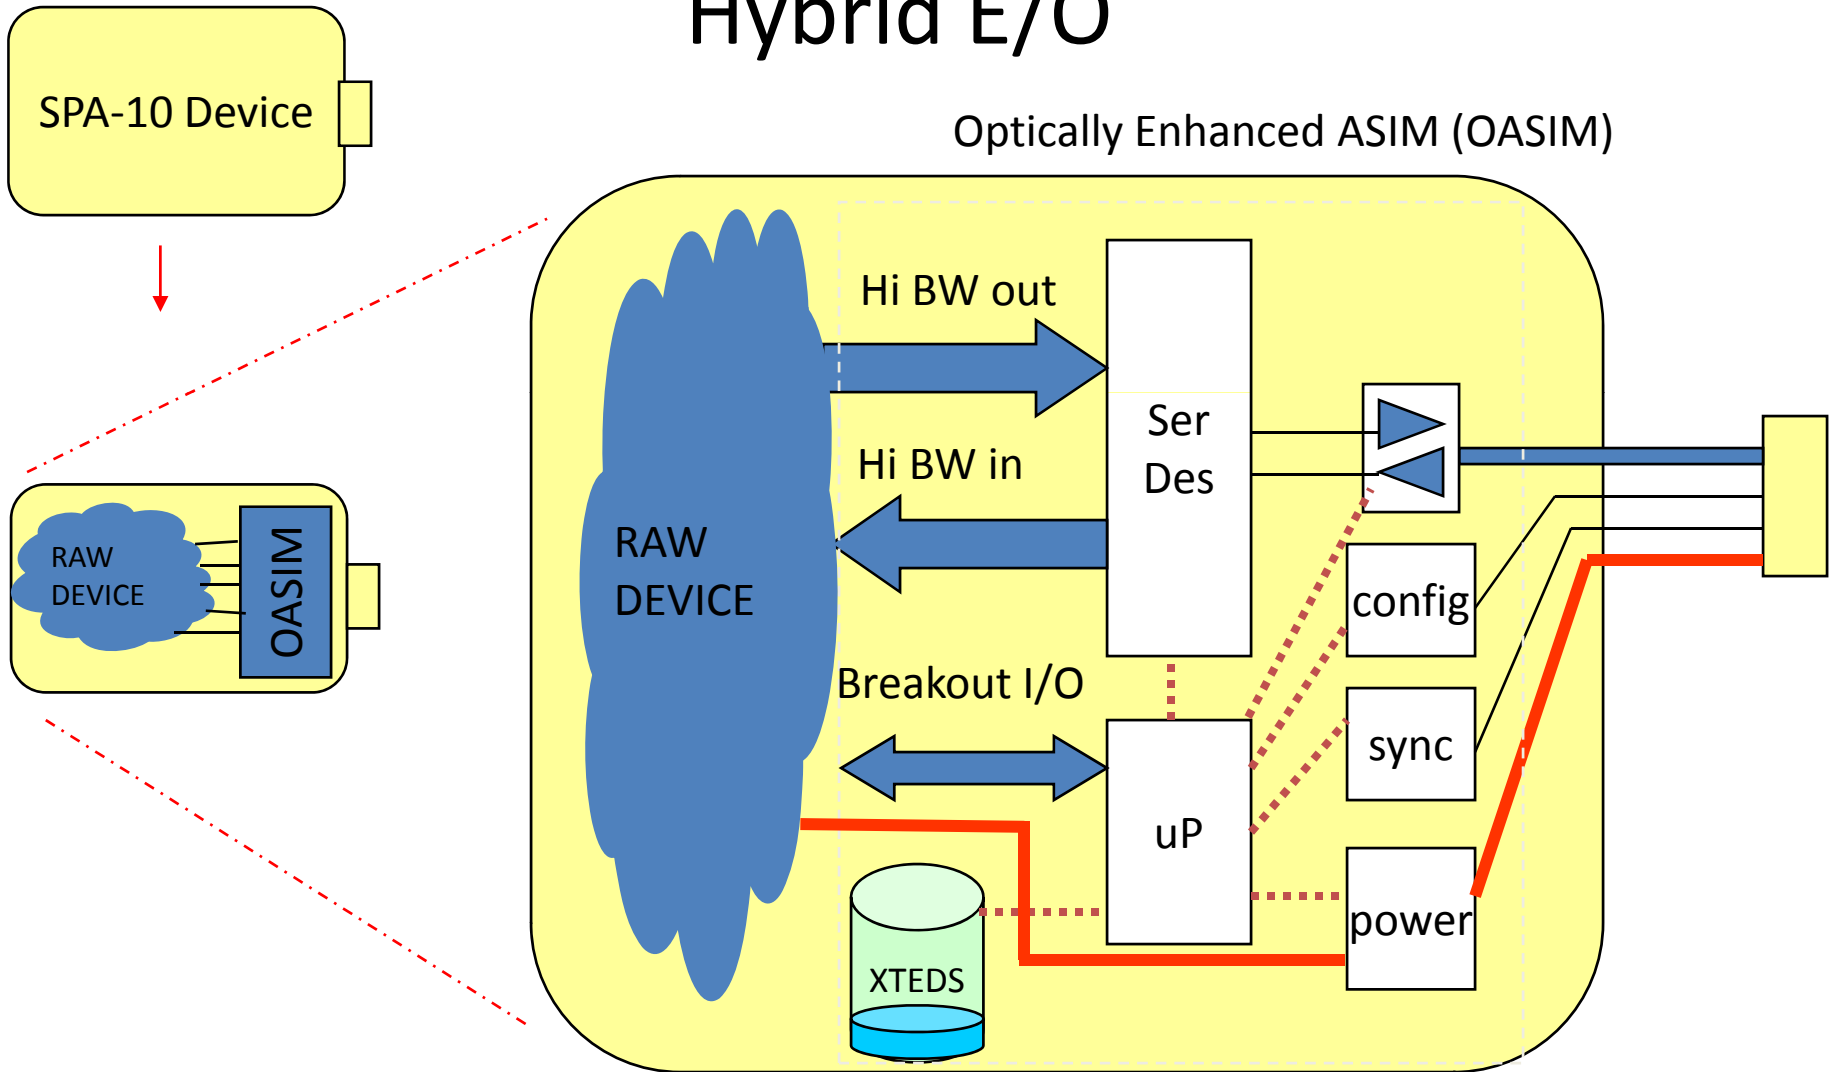 Hybrid E/O
SPA-10 Device
Optically Enhanced ASIM (OASIM)
Hi BW out
Ser
Des
Hi BW in
RAW
DEVICE
RAW
DEVICE
OASIM
config
Breakout I/O
sync
uP
power
XTEDS